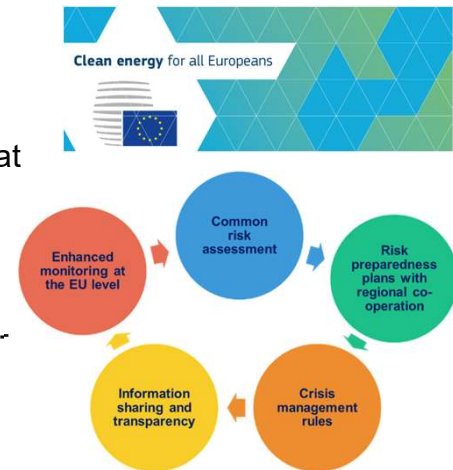 Clean energy for all Europeans
at
Common
risk
assessment
Enhanced
monitoring at
the EU level
Risk
preparedness
plans with
regional co-
operation
Information
sharing and
transparency
Crisis
management
rules